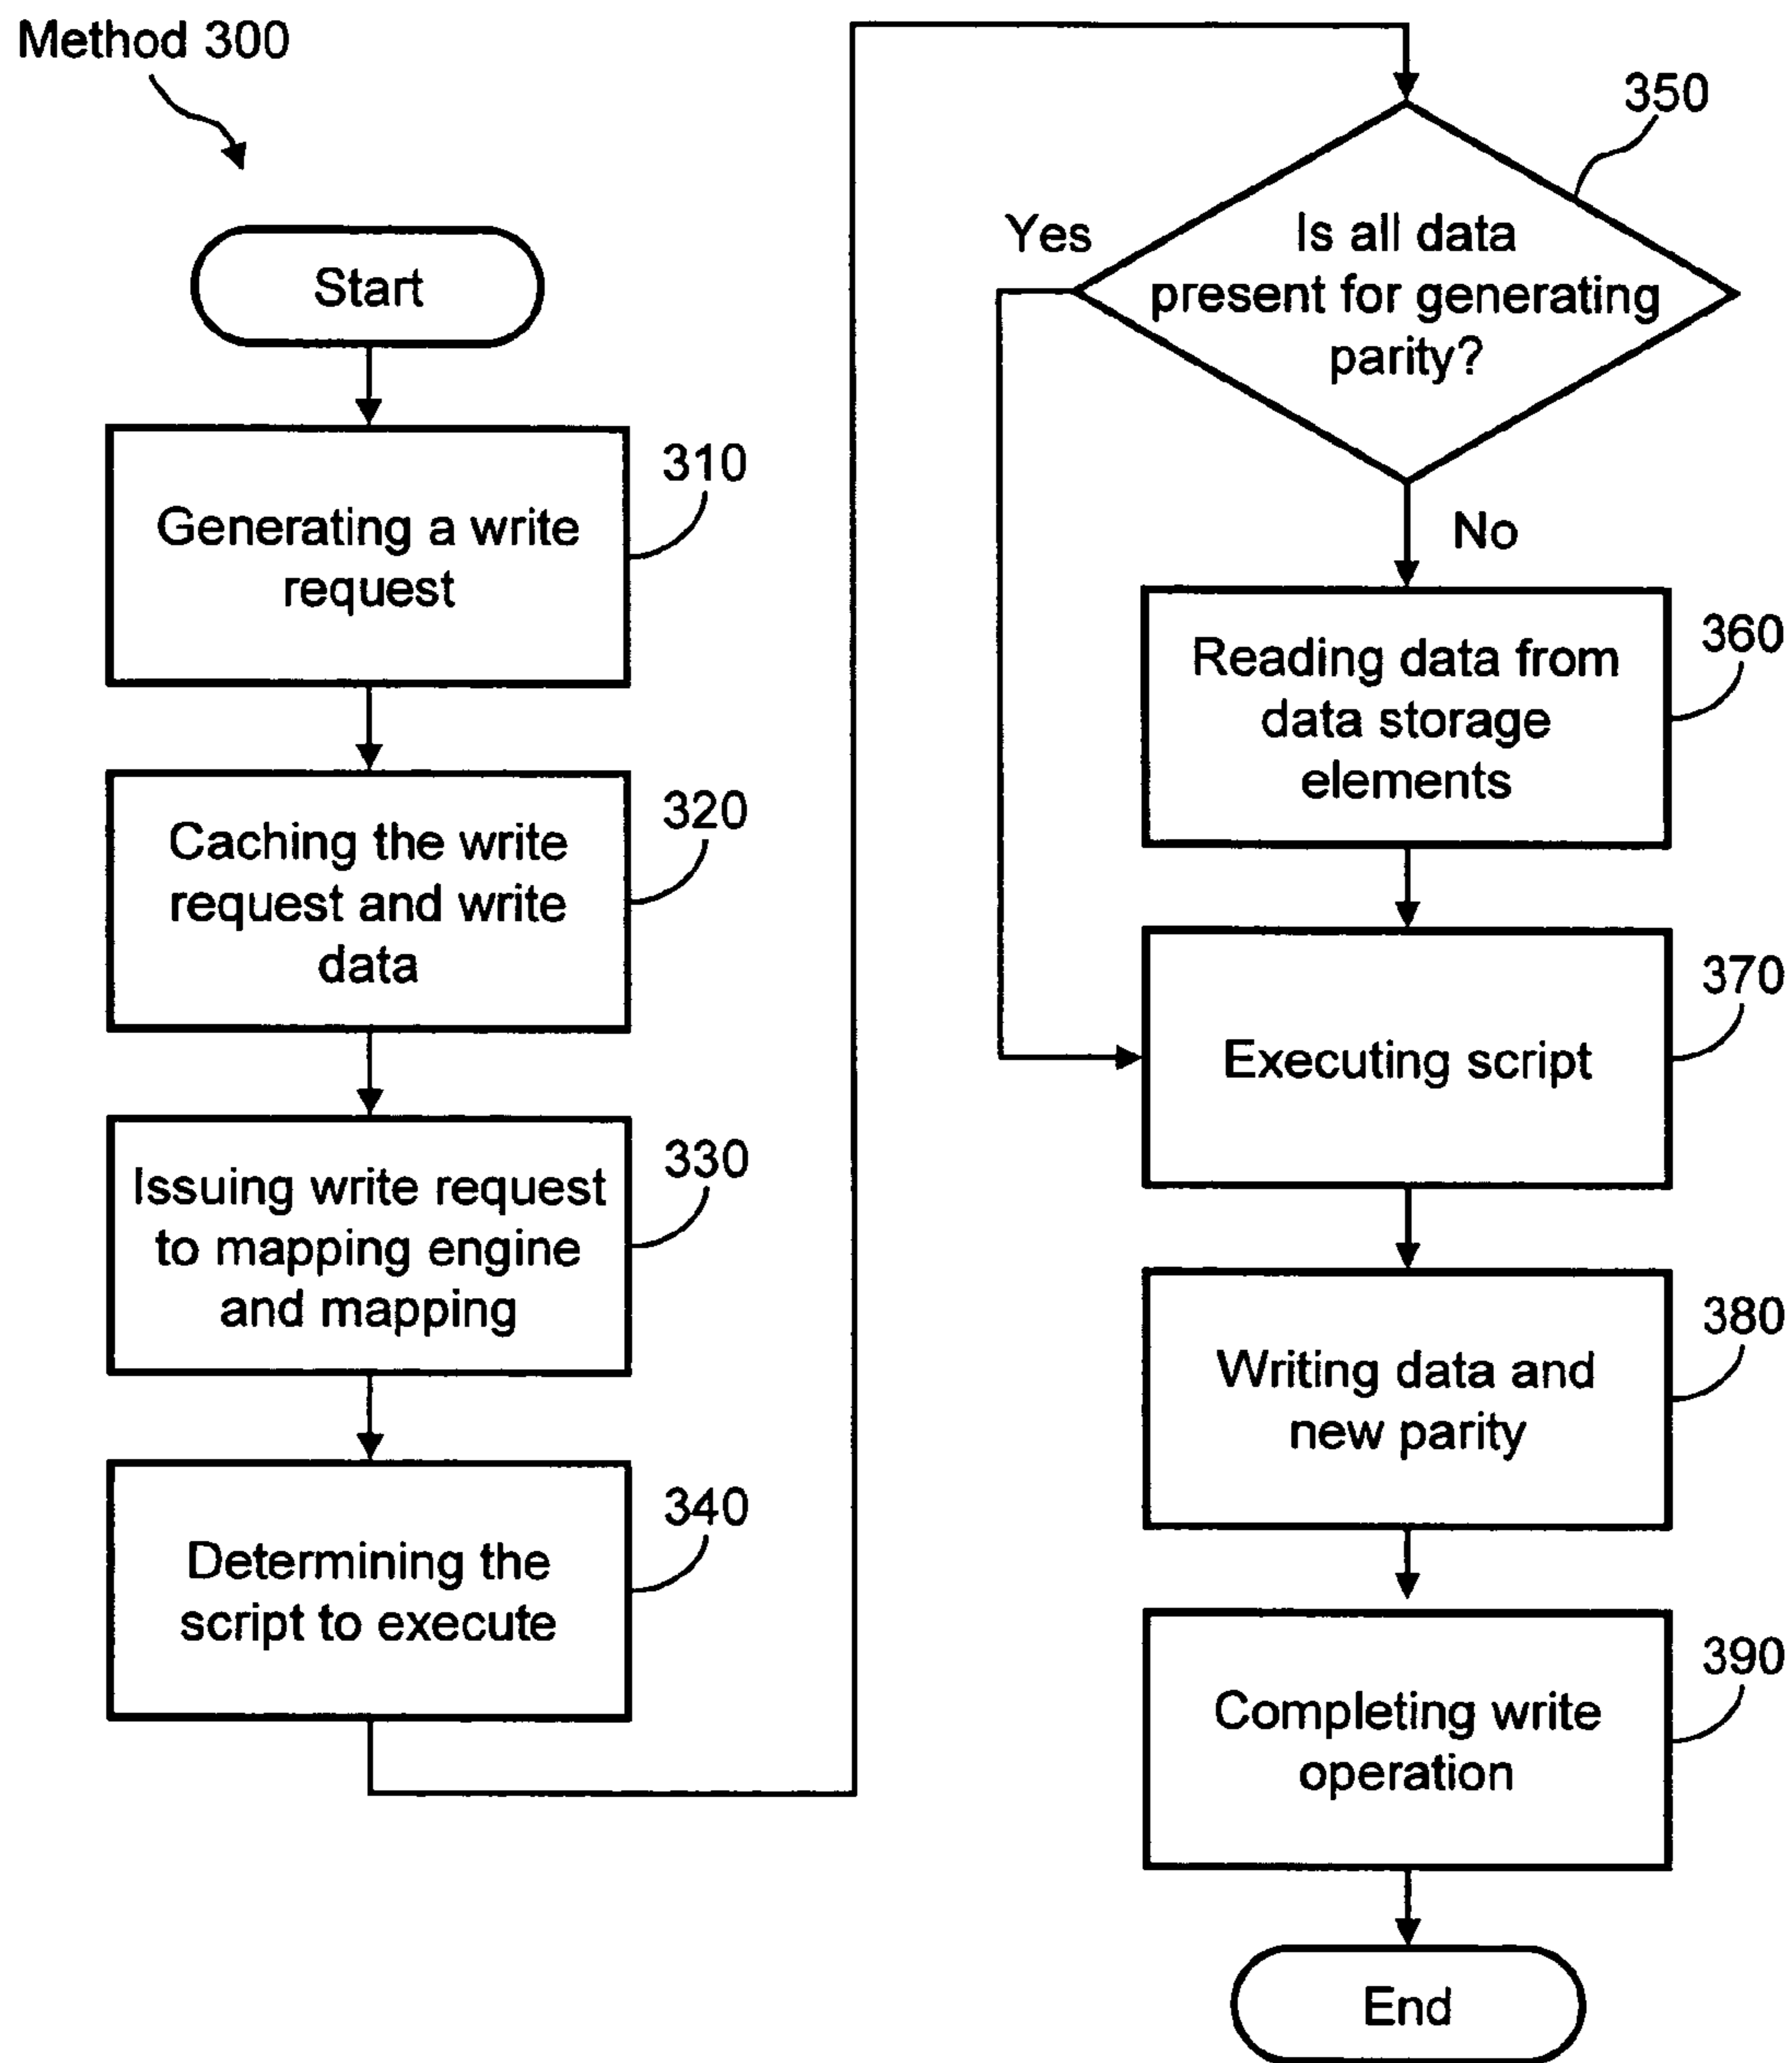 Method 300
Start
310
Generating a write
request
320
Caching the write
request and write
data
330
Issuing write request
to mapping engine
and mapping
340
Determining the
script to execute
350
Yes
Is all data
present for generating
parity?
No
360
Reading data from
data storage
elements
370
Executing script
380
Writing data and
new parity
390
Completing write
operation
End